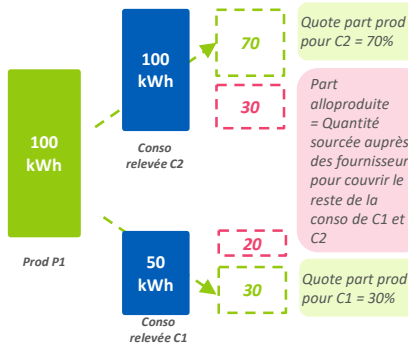 100
kWh
Prod P1
100
kWh
Conso
relevée C2
70
30
Quote part prod
pour C2 = 70%
Part
alloproduite
= Quantité
sourcée auprès
des fournisseur
pour couvrir le
reste de la
conso de C1 et
C2
50
kWh
Conso
relevée C1
20
30
Quote part prod
pour C1 = 30%